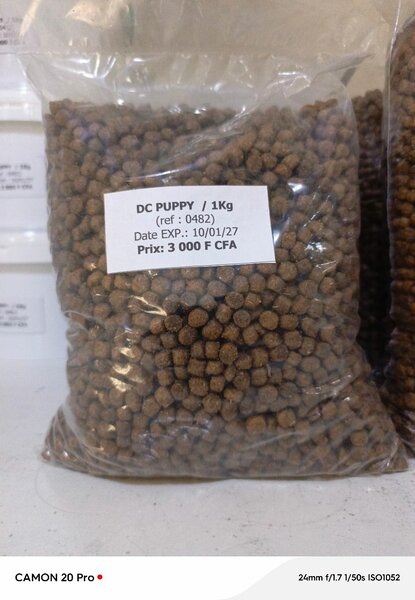 DC PUPPY / 1Kg
(ref : 0482)
Date EXP.: 10/01/27
Prix: 3 000 F CFA
CAMON 20 Pro
24mm f/1.7 1/50s ISO1052